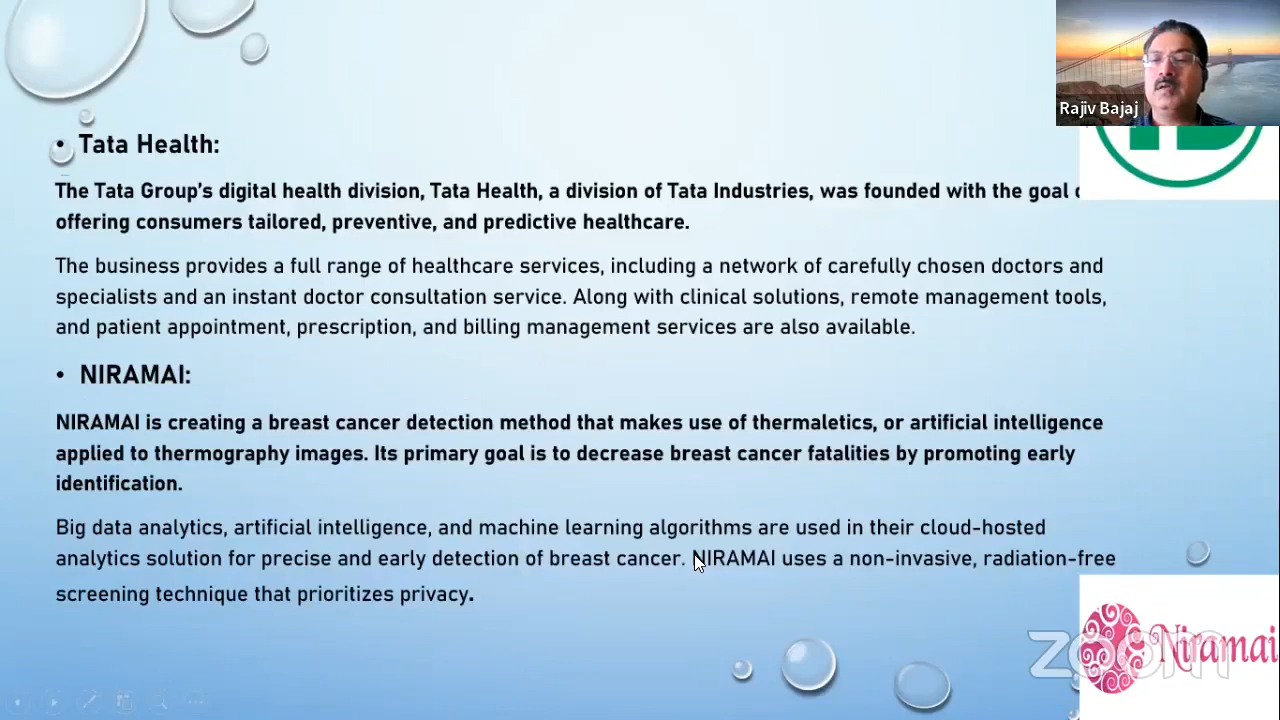 Rajiv Bajaj
• Tata Health:
The Tata Group's digital health division, Tata Health, a division of Tata Industries, was founded with the goal
offering consumers tailored, preventive, and predictive healthcare.
The business provides a full range of healthcare services, including a network of carefully chosen doctors and
specialists and an instant doctor consultation service. Along with clinical solutions, remote management tools,
and patient appointment, prescription, and billing management services are also available.
• NIRAMAI:
NIRAMAI is creating a breast cancer detection method that makes use of thermaletics, or artificial intelligence
applied to thermography images. Its primary goal is to decrease breast cancer fatalities by promoting early
identification.
Big data analytics, artificial intelligence, and machine learning algorithms are used in their cloud-hosted
analytics solution for precise and early detection of breast cancer. NIRAMAI uses a non-invasive, radiation-free
screening technique that prioritizes privacy.
Niramai
zoom